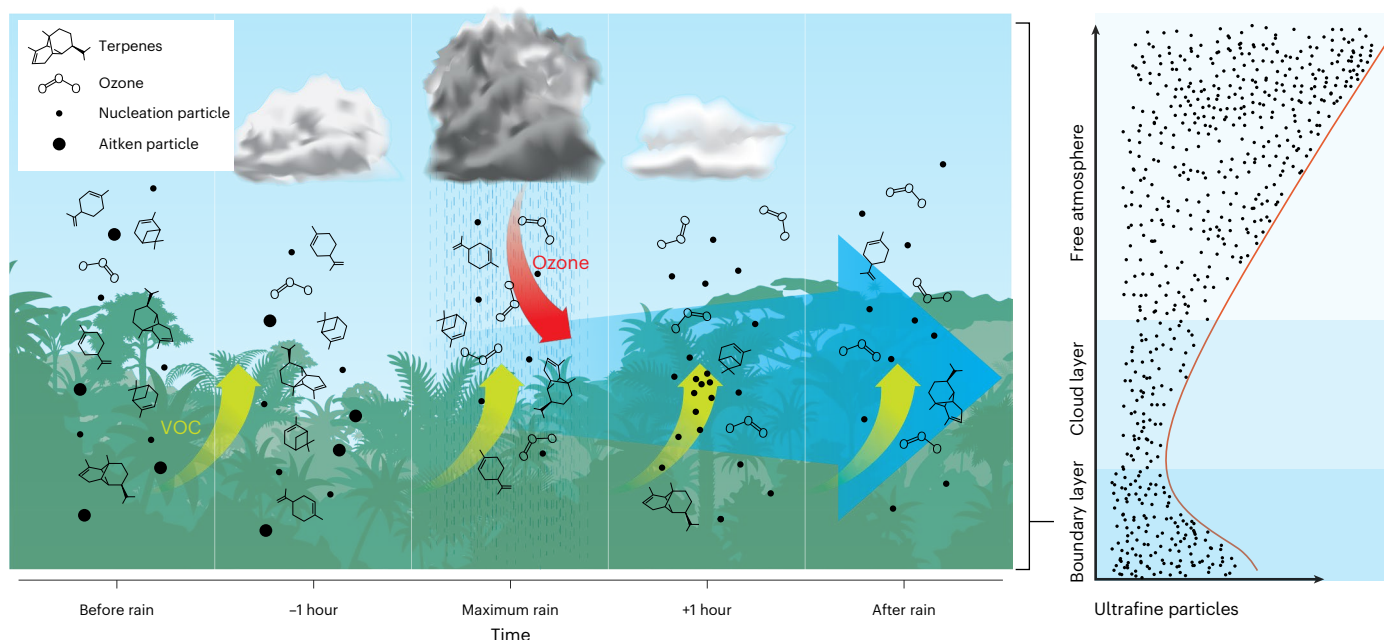 Terpenes
Ozone
Nucleation particle
Aitken particle
VOC
Ozone
Before rain
–1 hour
Maximum rain
+1 hour
After rain
Time
Free atmosphere
Cloud layer
Boundary layer
Ultrafine particles